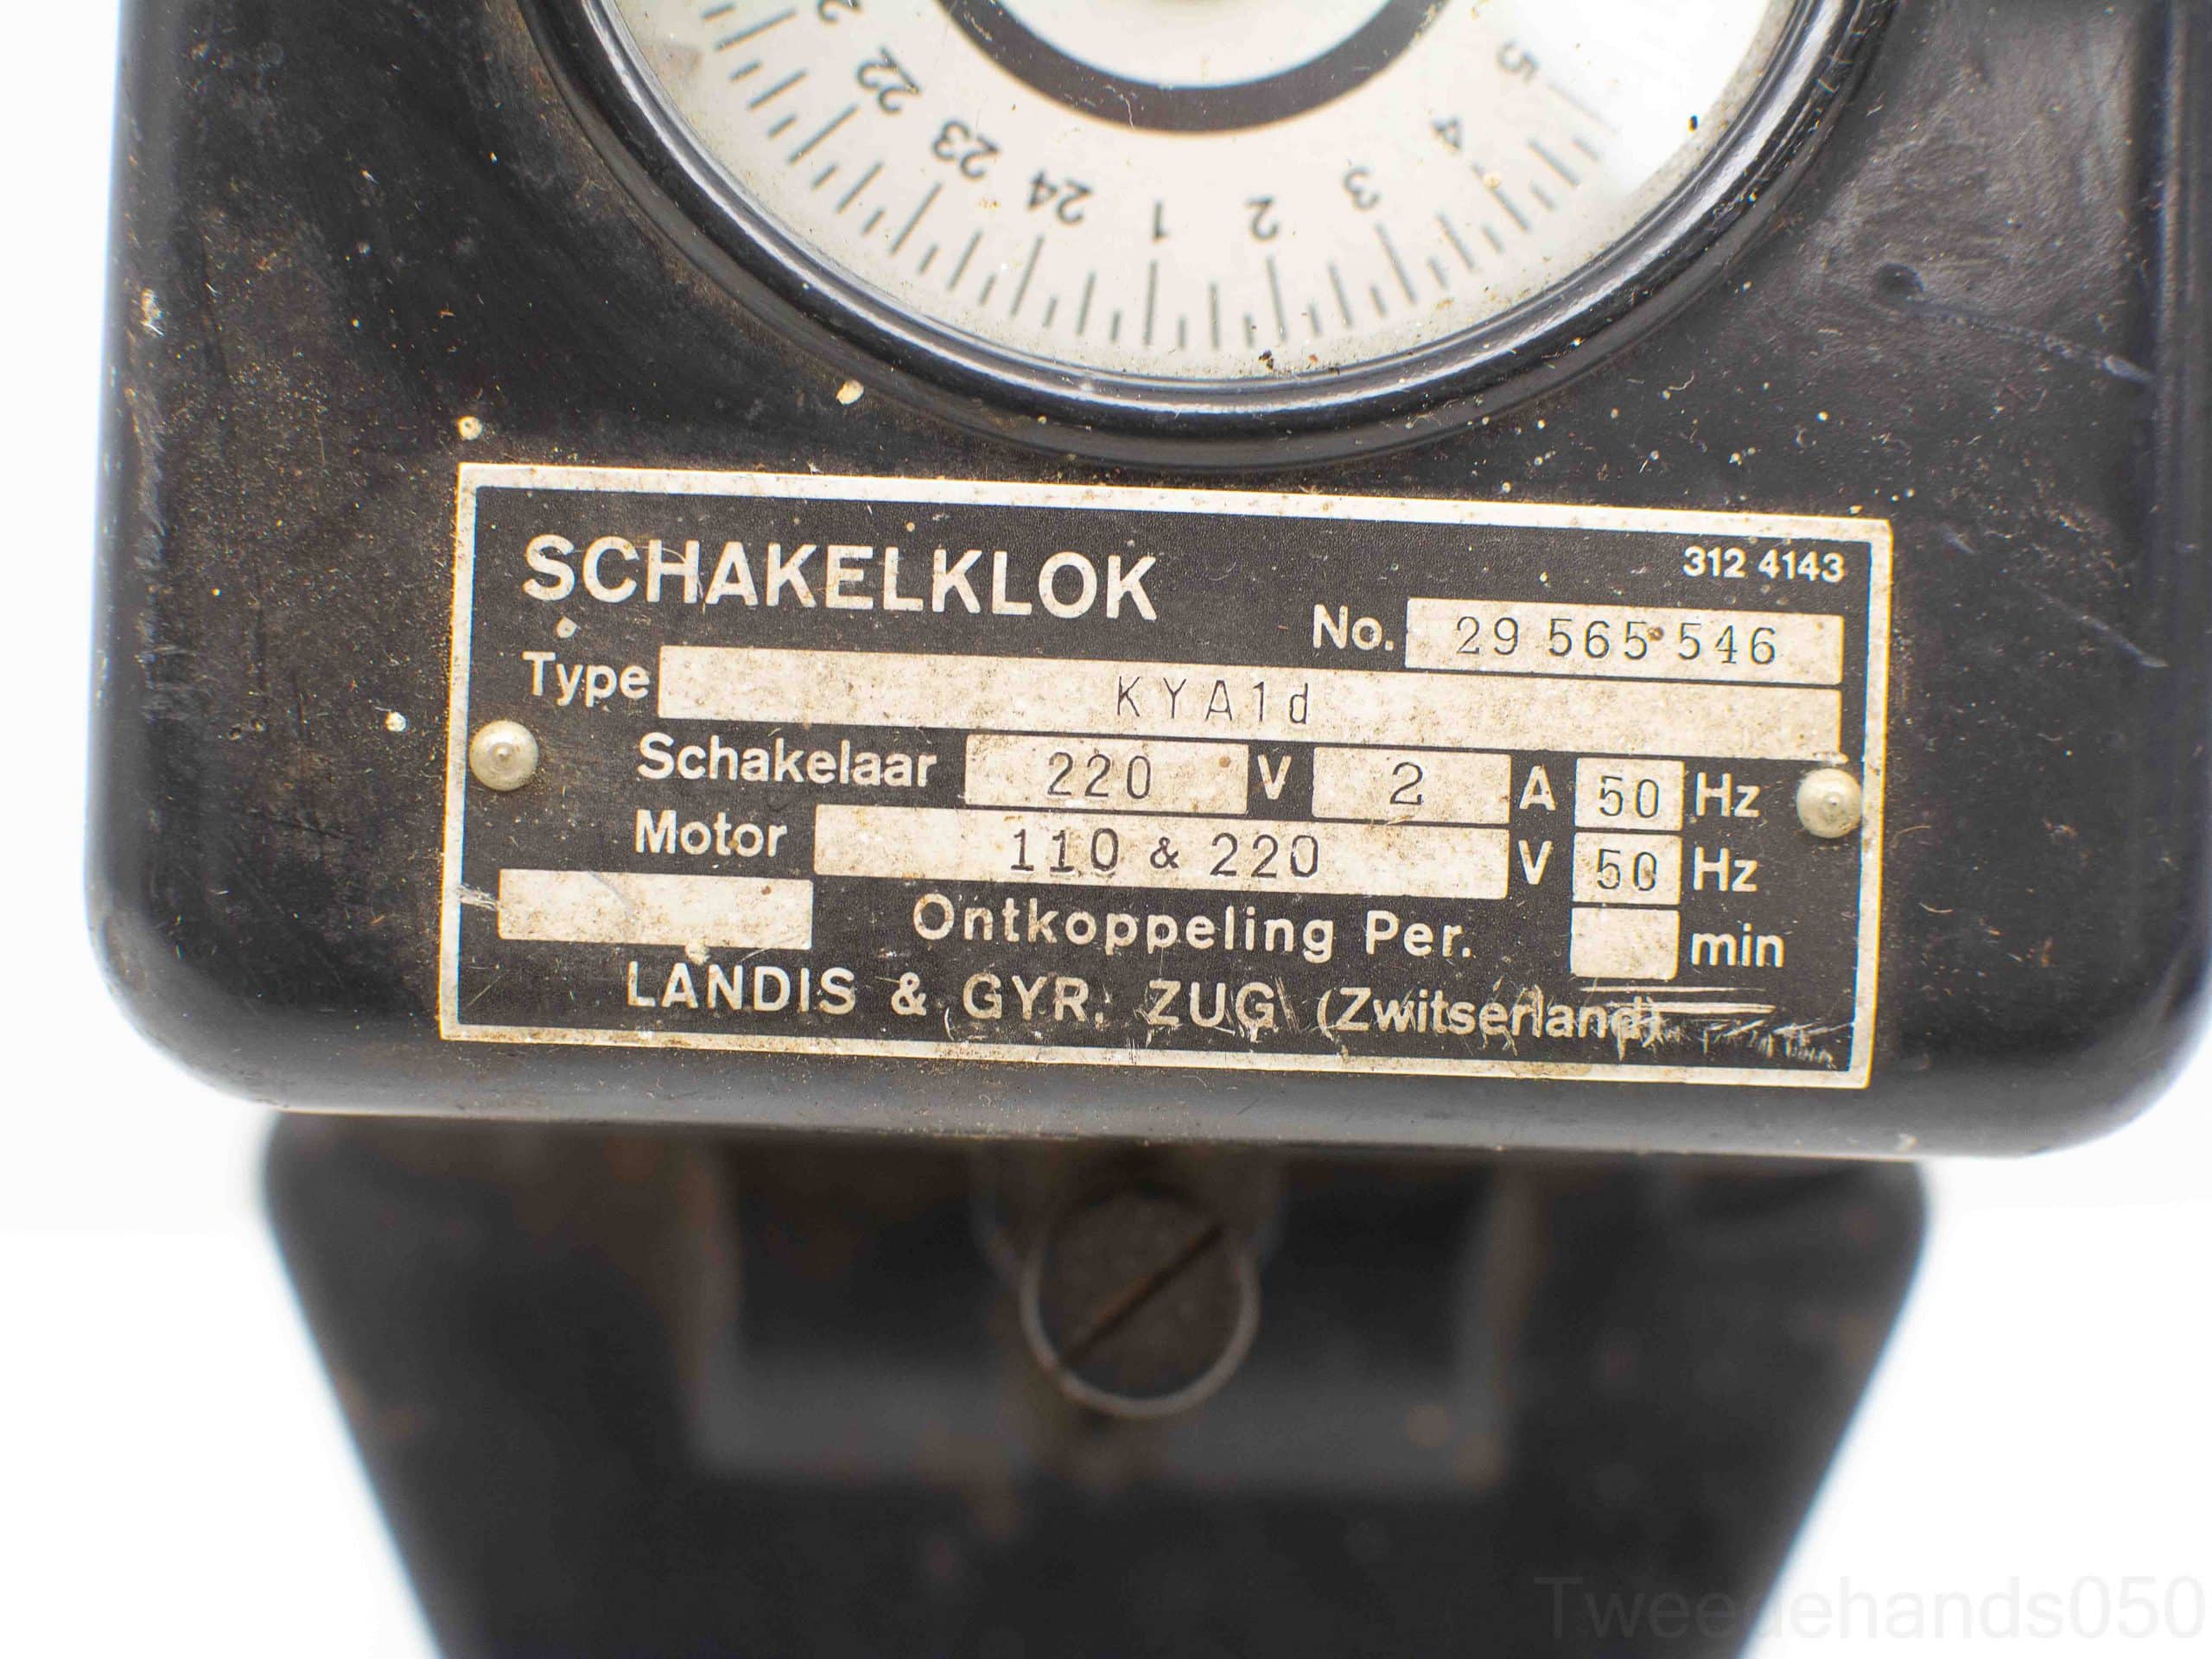 22
23
24
1
2
3
4
5
SCHAKELKLOK
312 4143
No. 29 565 546
Type KYA1d
Schakelaar 220 V 2 A 50 Hz
Motor 110 & 220 V 50 Hz
Ontkoppeling Per. min
LANDIS & GYR, ZUG (Zwitserland)
Tweedehands050